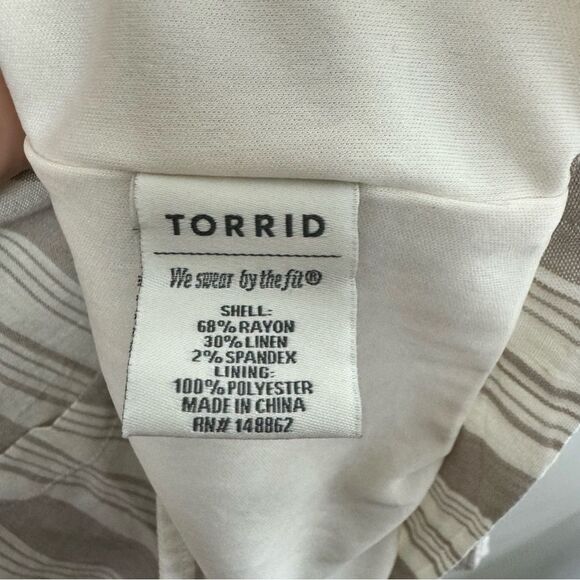 TORRID
We swear by the fit®
SHELL:
68% RAYON
30% LINEN
2% SPANDEX
LINING:
100% POLYESTER
MADE IN CHINA
RN# 148862